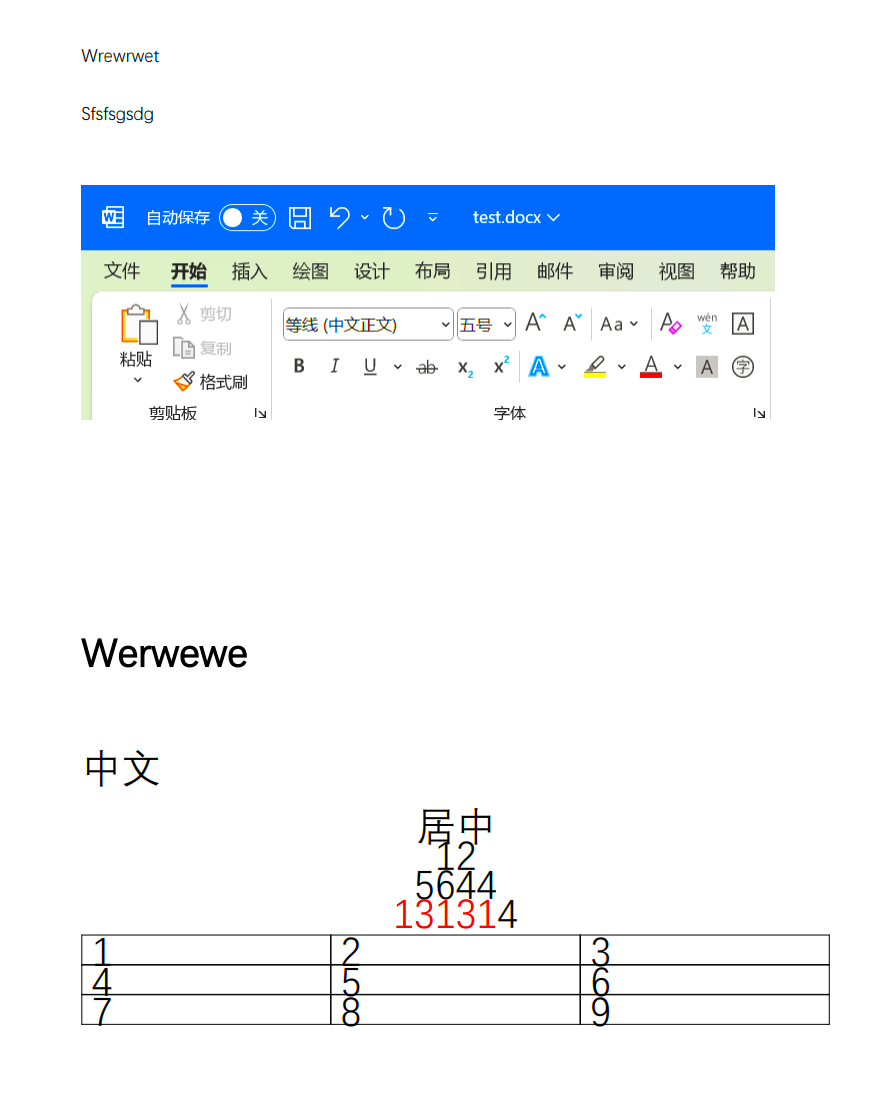 Wrewrwet
Sfsfsgsdg
自动保存 关 test.docx
文件 开始 插入 绘图 设计 布局 引用 邮件 审阅 视图 帮助
粘贴 剪切 复制 格式刷
剪贴板
等线 (中文正文) 五号 A A Aa A wén 文 A
B I U ab x2 x2 A A A 字
字体
Werwewe
中文
居中
12
5644
131314
1 2 3
4 5 6
7 8 9